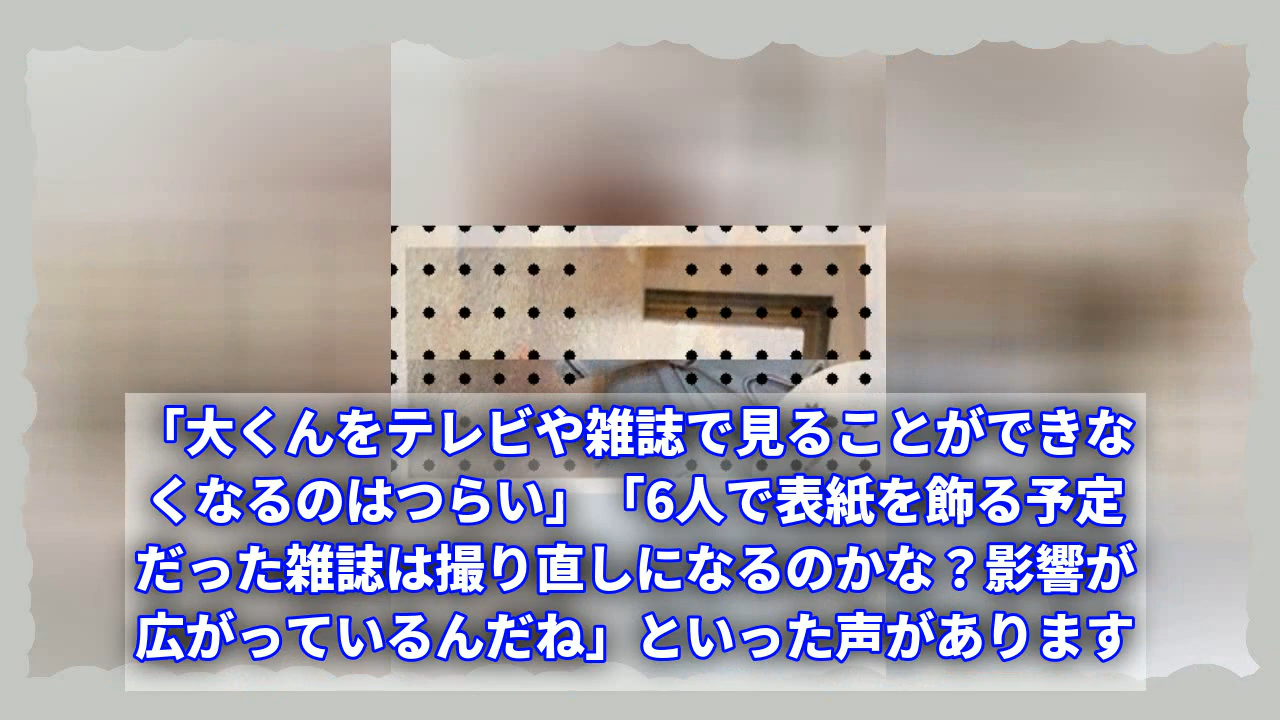 「大くんをテレビや雑誌で見ることができな
くなるのはつらい」「6人で表紙を飾る予定
だった雑誌は撮り直しになるのかな？影響が
広がっているんだね」といった声があります